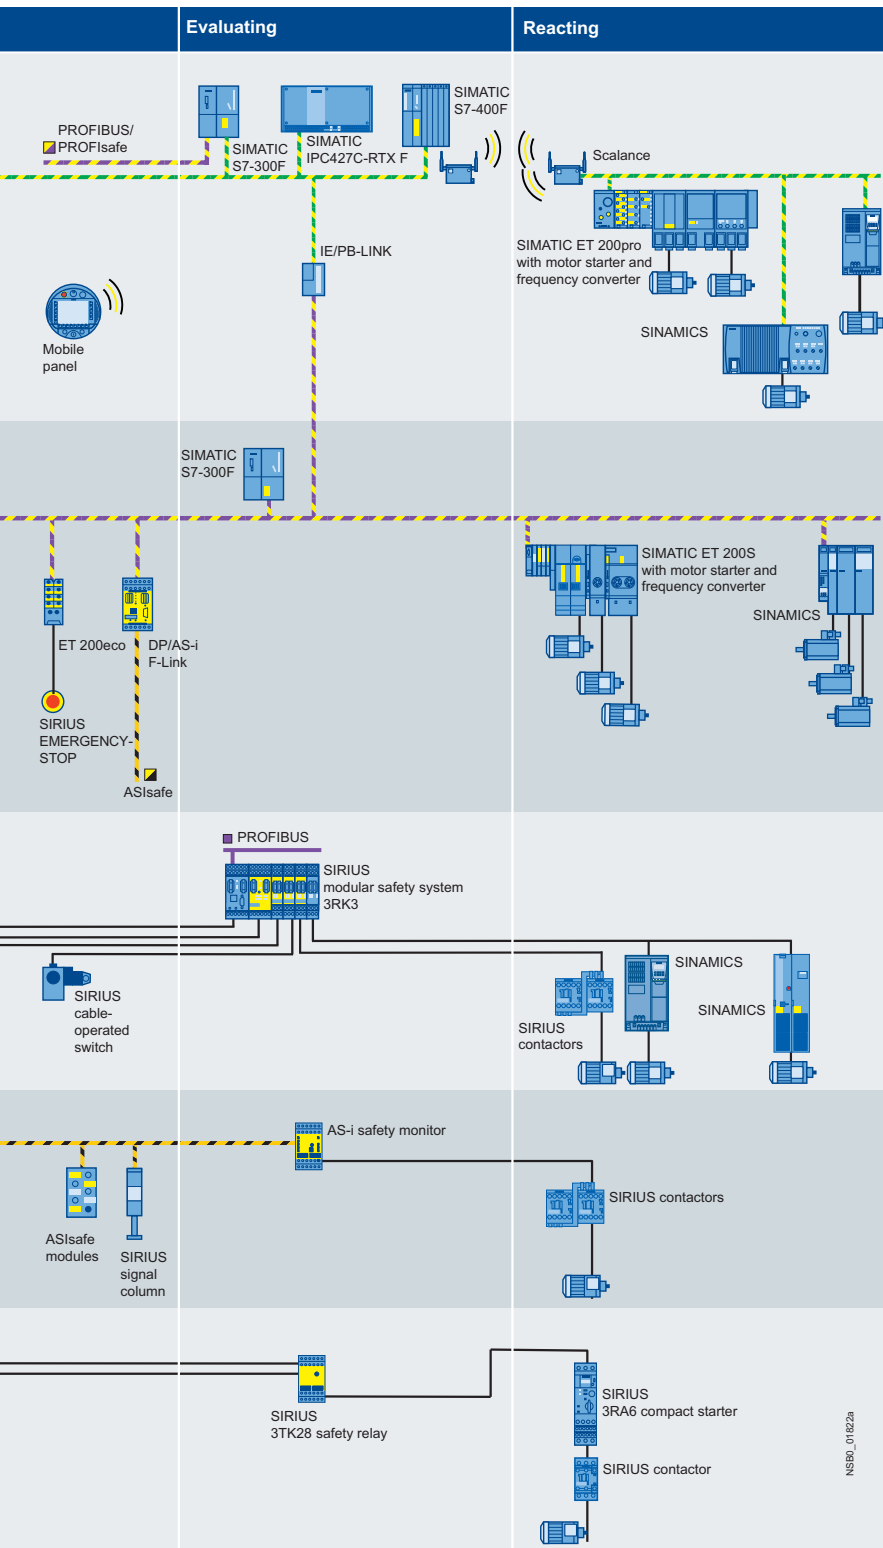 Evaluating
Reacting
PROFIBUS/
PROFIsafe
SIMATIC
S7-300F
SIMATIC
IPC427C-RTX F
SIMATIC
S7-400F
Scalance
SIMATIC ET 200pro
with motor starter and
frequency converter
IE/PB-LINK
SINAMICS
Mobile
panel
SIMATIC
S7-300F
SIMATIC ET 200S
with motor starter and
frequency converter
SINAMICS
ET 200eco
DP/AS-i
F-Link
SIRIUS
EMERGENCY-
STOP
ASIsafe
PROFIBUS
SIRIUS
modular safety system
3RK3
SIRIUS
cable-
operated
switch
SIRIUS
contactors
SINAMICS
SINAMICS
AS-i safety monitor
SIRIUS contactors
ASIsafe
modules
SIRIUS
signal
column
SIRIUS
3TK28 safety relay
SIRIUS
3RA6 compact starter
SIRIUS contactor
NSB0_01822a